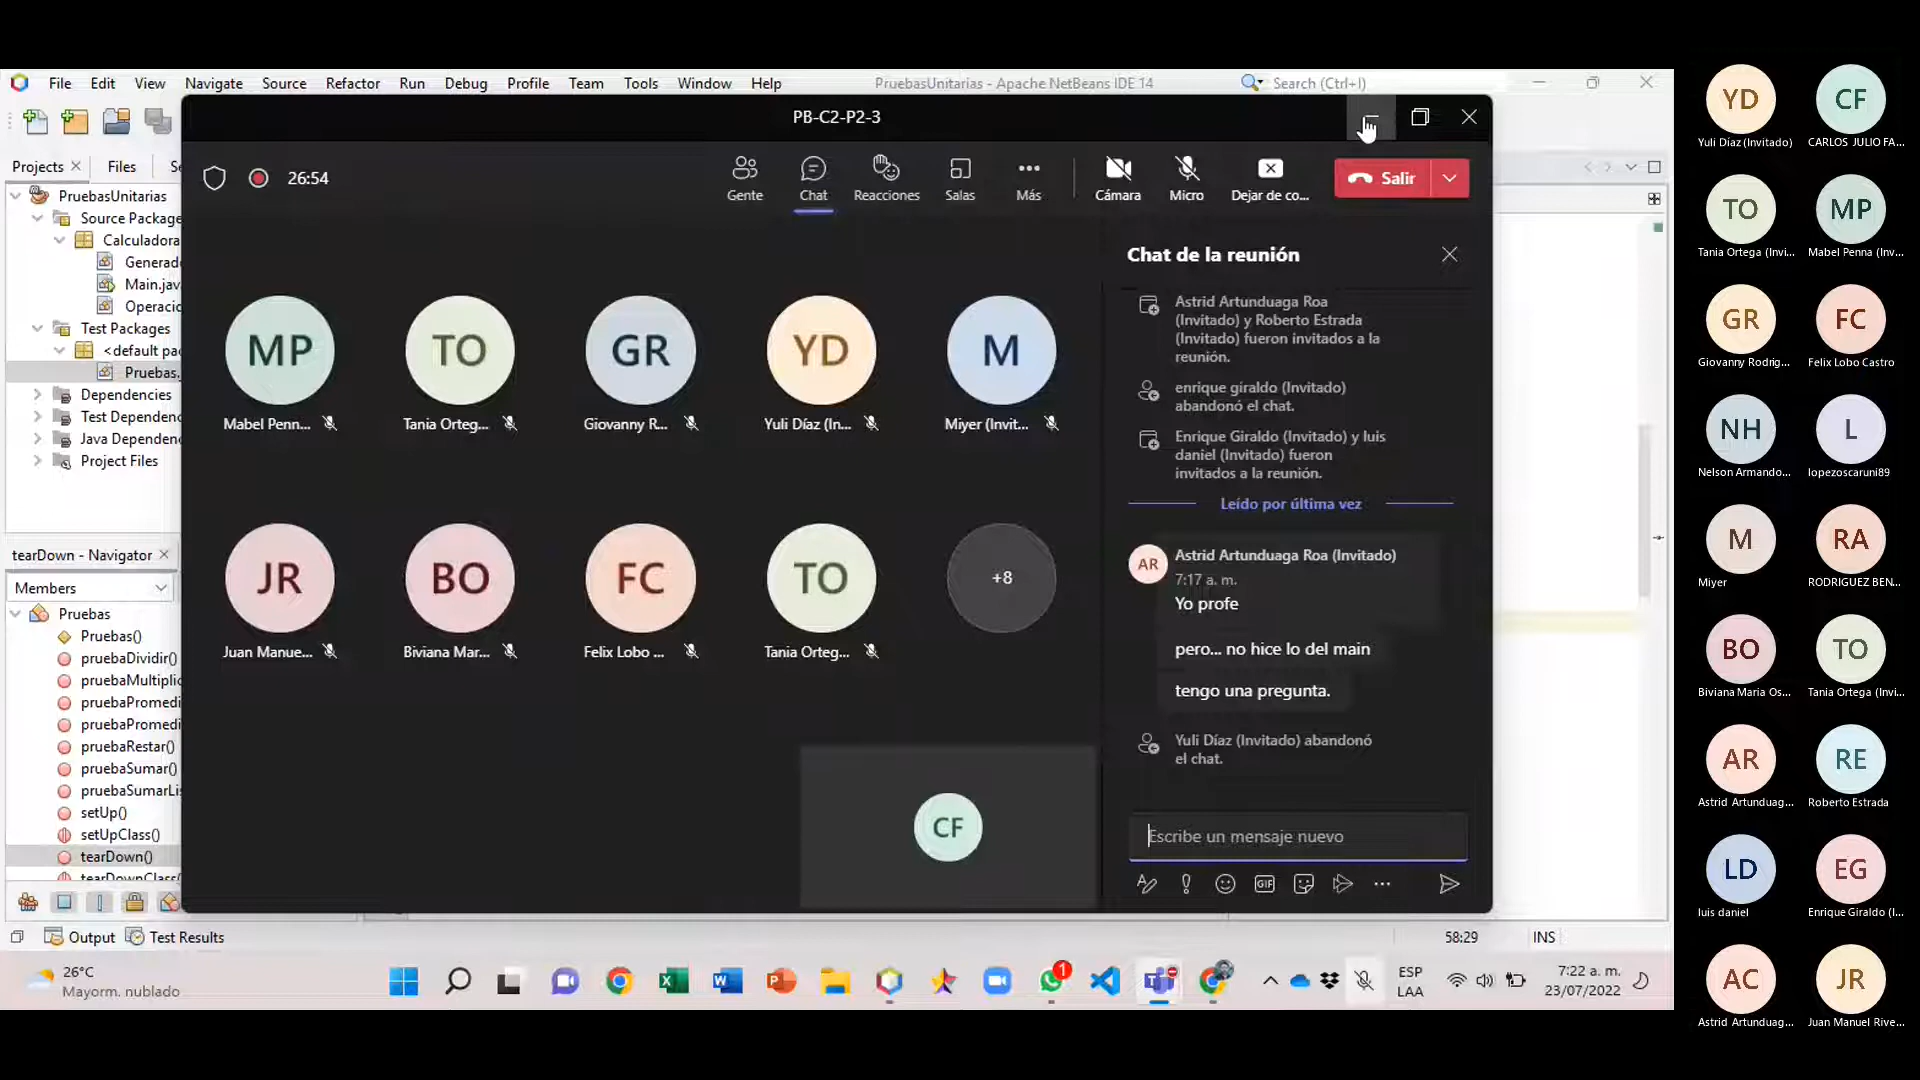 File Edit View Navigate Source Refactor Run Debug Profile Team Tools Window Help
PruebasUnitarias - Apache NetBeans IDE 14
Search (Ctrl+I)
PB-C2-P2-3
Projects
Files
PruebasUnitarias
Source Package
Calculadora
Generad
Main.jav
Operacio
Test Packages
<default pac
Pruebas.
Dependencies
Test Dependenc
Java Dependenc
Project Files
tearDown - Navigator
Members
Pruebas
Pruebas()
pruebaDividir()
pruebaMultiplic
pruebaPromedi
pruebaPromedi
pruebaRestar()
pruebaSumar()
pruebaSumarLis
setUp()
setUpClass()
tearDown()
tearDownClass(
26:54
Gente
Chat
Reacciones
Salas
Más
Cámara
Micro
Dejar de co...
Salir
MP
Mabel Penn...
TO
Tania Orteg...
GR
Giovanny R...
YD
Yuli Díaz (In...
M
Miyer (Invit...
JR
Juan Manue...
BO
Biviana Mar...
FC
Felix Lobo ...
TO
Tania Orteg...
+8
CF
Chat de la reunión
Astrid Artunduaga Roa
(Invitado) y Roberto Estrada
(Invitado) fueron invitados a la
reunión.
enrique giraldo (Invitado)
abandonó el chat.
Enrique Giraldo (Invitado) y luis
daniel (Invitado) fueron
invitados a la reunión.
Leído por última vez
AR
Astrid Artunduaga Roa (Invitado)
7:17 a. m.
Yo profe
pero... no hice lo del main
tengo una pregunta.
Yuli Díaz (Invitado) abandonó
el chat.
Escribe un mensaje nuevo
GIF
Output
Test Results
58:29
INS
26°C
Mayorm. nublado
1
ESP
LAA
7:22 a. m.
23/07/2022
YD
Yuli Díaz (Invitado)
CF
CARLOS JULIO FA...
TO
Tania Ortega (Invi...
MP
Mabel Penna (Inv...
GR
Giovanny Rodrig...
FC
Felix Lobo Castro
NH
Nelson Armando...
L
lopezoscaruni89
M
Miyer
RA
RODRIGUEZ BEN...
BO
Biviana Maria Os...
TO
Tania Ortega (Invi...
AR
Astrid Artunduag...
RE
Roberto Estrada
LD
luis daniel
EG
Enrique Giraldo (I...
AC
Astrid Artunduag...
JR
Juan Manuel Rive...